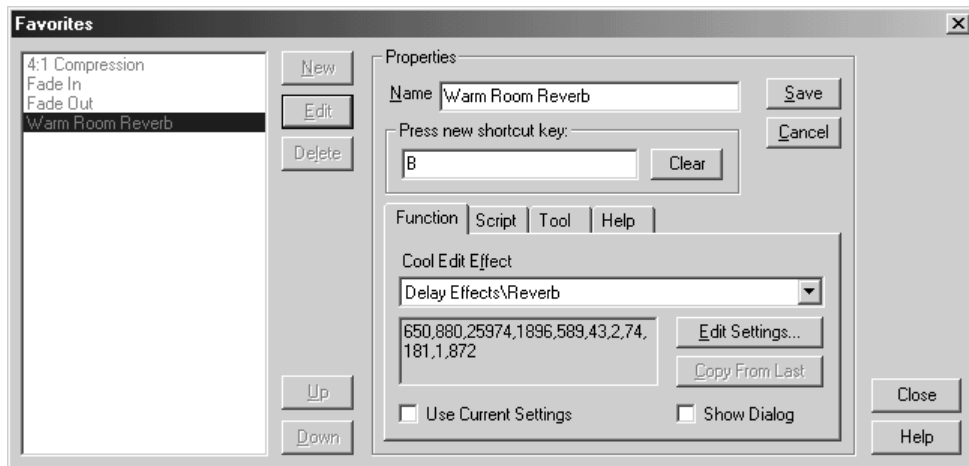 Favorites
4:1 Compression
Fade In
Fade Out
Warm Room Reverb
New
Edit
Delete
Up
Down
Properties
Name
Warm Room Reverb
Save
Cancel
Press new shortcut key:
B
Clear
Function
Script
Tool
Help
Cool Edit Effect
Delay Effects\Reverb
650,880,25974,1896,589,43,2,74,
181,1,872
Edit Settings...
Copy From Last
Use Current Settings
Show Dialog
Close
Help